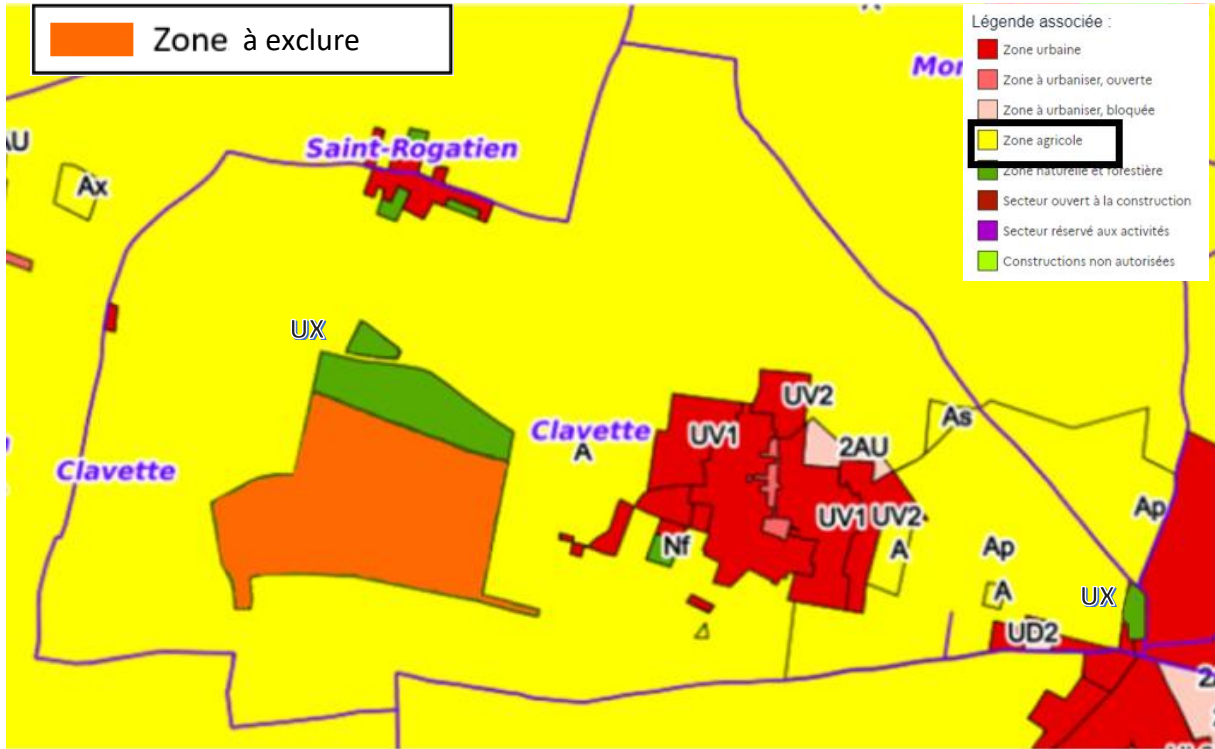 Zone à exclure
Légende associée :
Zone urbaine
Zone à urbaniser, ouverte
Zone à urbaniser, bloquée
Zone agricole
Zone naturelle et forestière
Secteur ouvert à la construction
Secteur réservé aux activités
Constructions non autorisées
Mon
AU
Saint-Rogatien
Ax
UX
UV2
As
Clavette
A
UV1
2AU
Clavette
Ap
UV1
UV2
Nf
A
Ap
A
UX
UD2